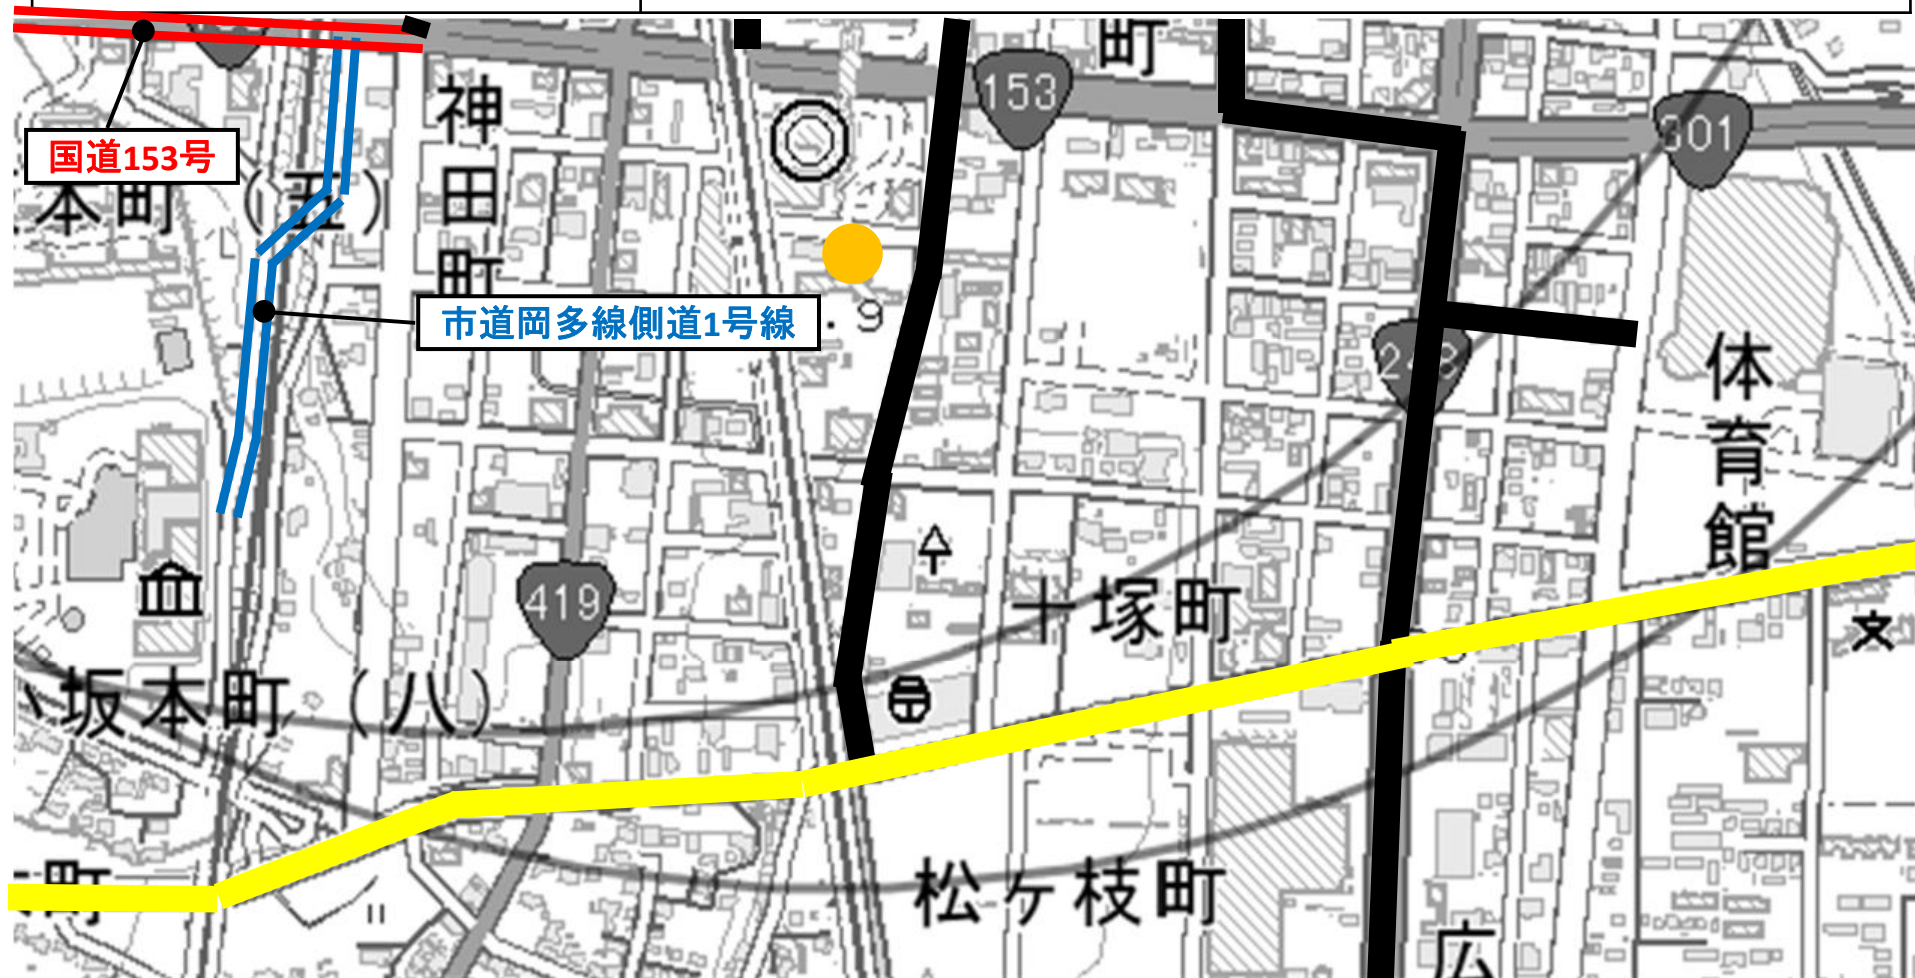 町
153
神田町
国道153号
301
本町(五)
市道岡多線側道1号線
.9
248
体育館
419
十塚町
坂本町(八)
町
松ヶ枝町
広